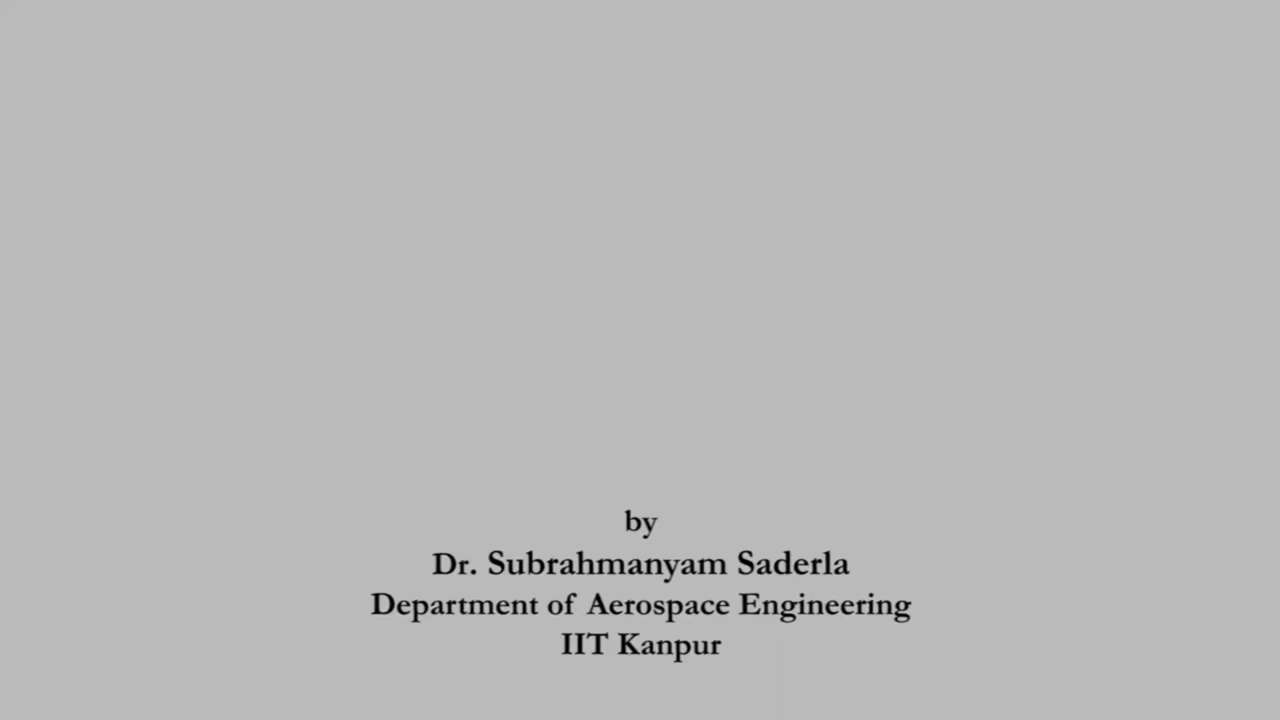 by
Dr. Subrahmanyam Saderla
Department of Aerospace Engineering
IIT Kanpur